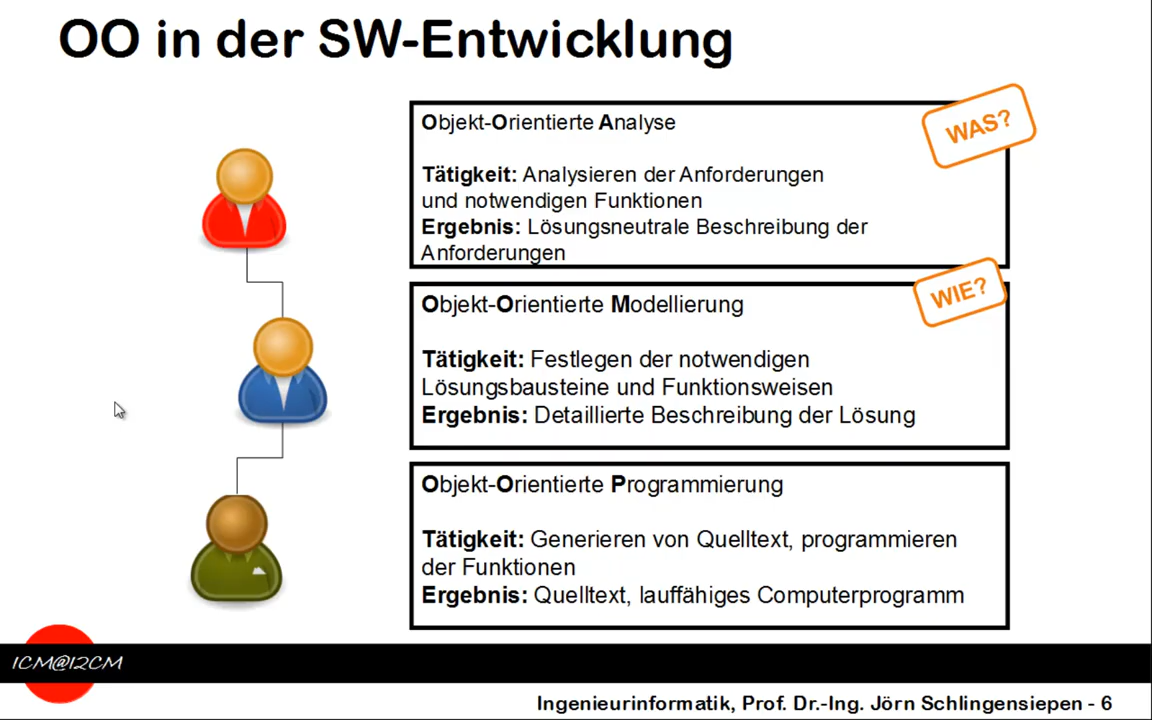 OO in der SW-Entwicklung
Objekt-Orientierte Analyse
WAS?
Tätigkeit: Analysieren der Anforderungen
und notwendigen Funktionen
Ergebnis: Lösungsneutrale Beschreibung der
Anforderungen
WIE?
Objekt-Orientierte Modellierung
Tätigkeit: Festlegen der notwendigen
Lösungsbausteine und Funktionsweisen
Ergebnis: Detaillierte Beschreibung der Lösung
Objekt-Orientierte Programmierung
Tätigkeit: Generieren von Quelltext, programmieren
der Funktionen
Ergebnis: Quelltext, lauffähiges Computerprogramm
ICM@I2CM
Ingenieurinformatik, Prof. Dr.-Ing. Jörn Schlingensiepen - 6